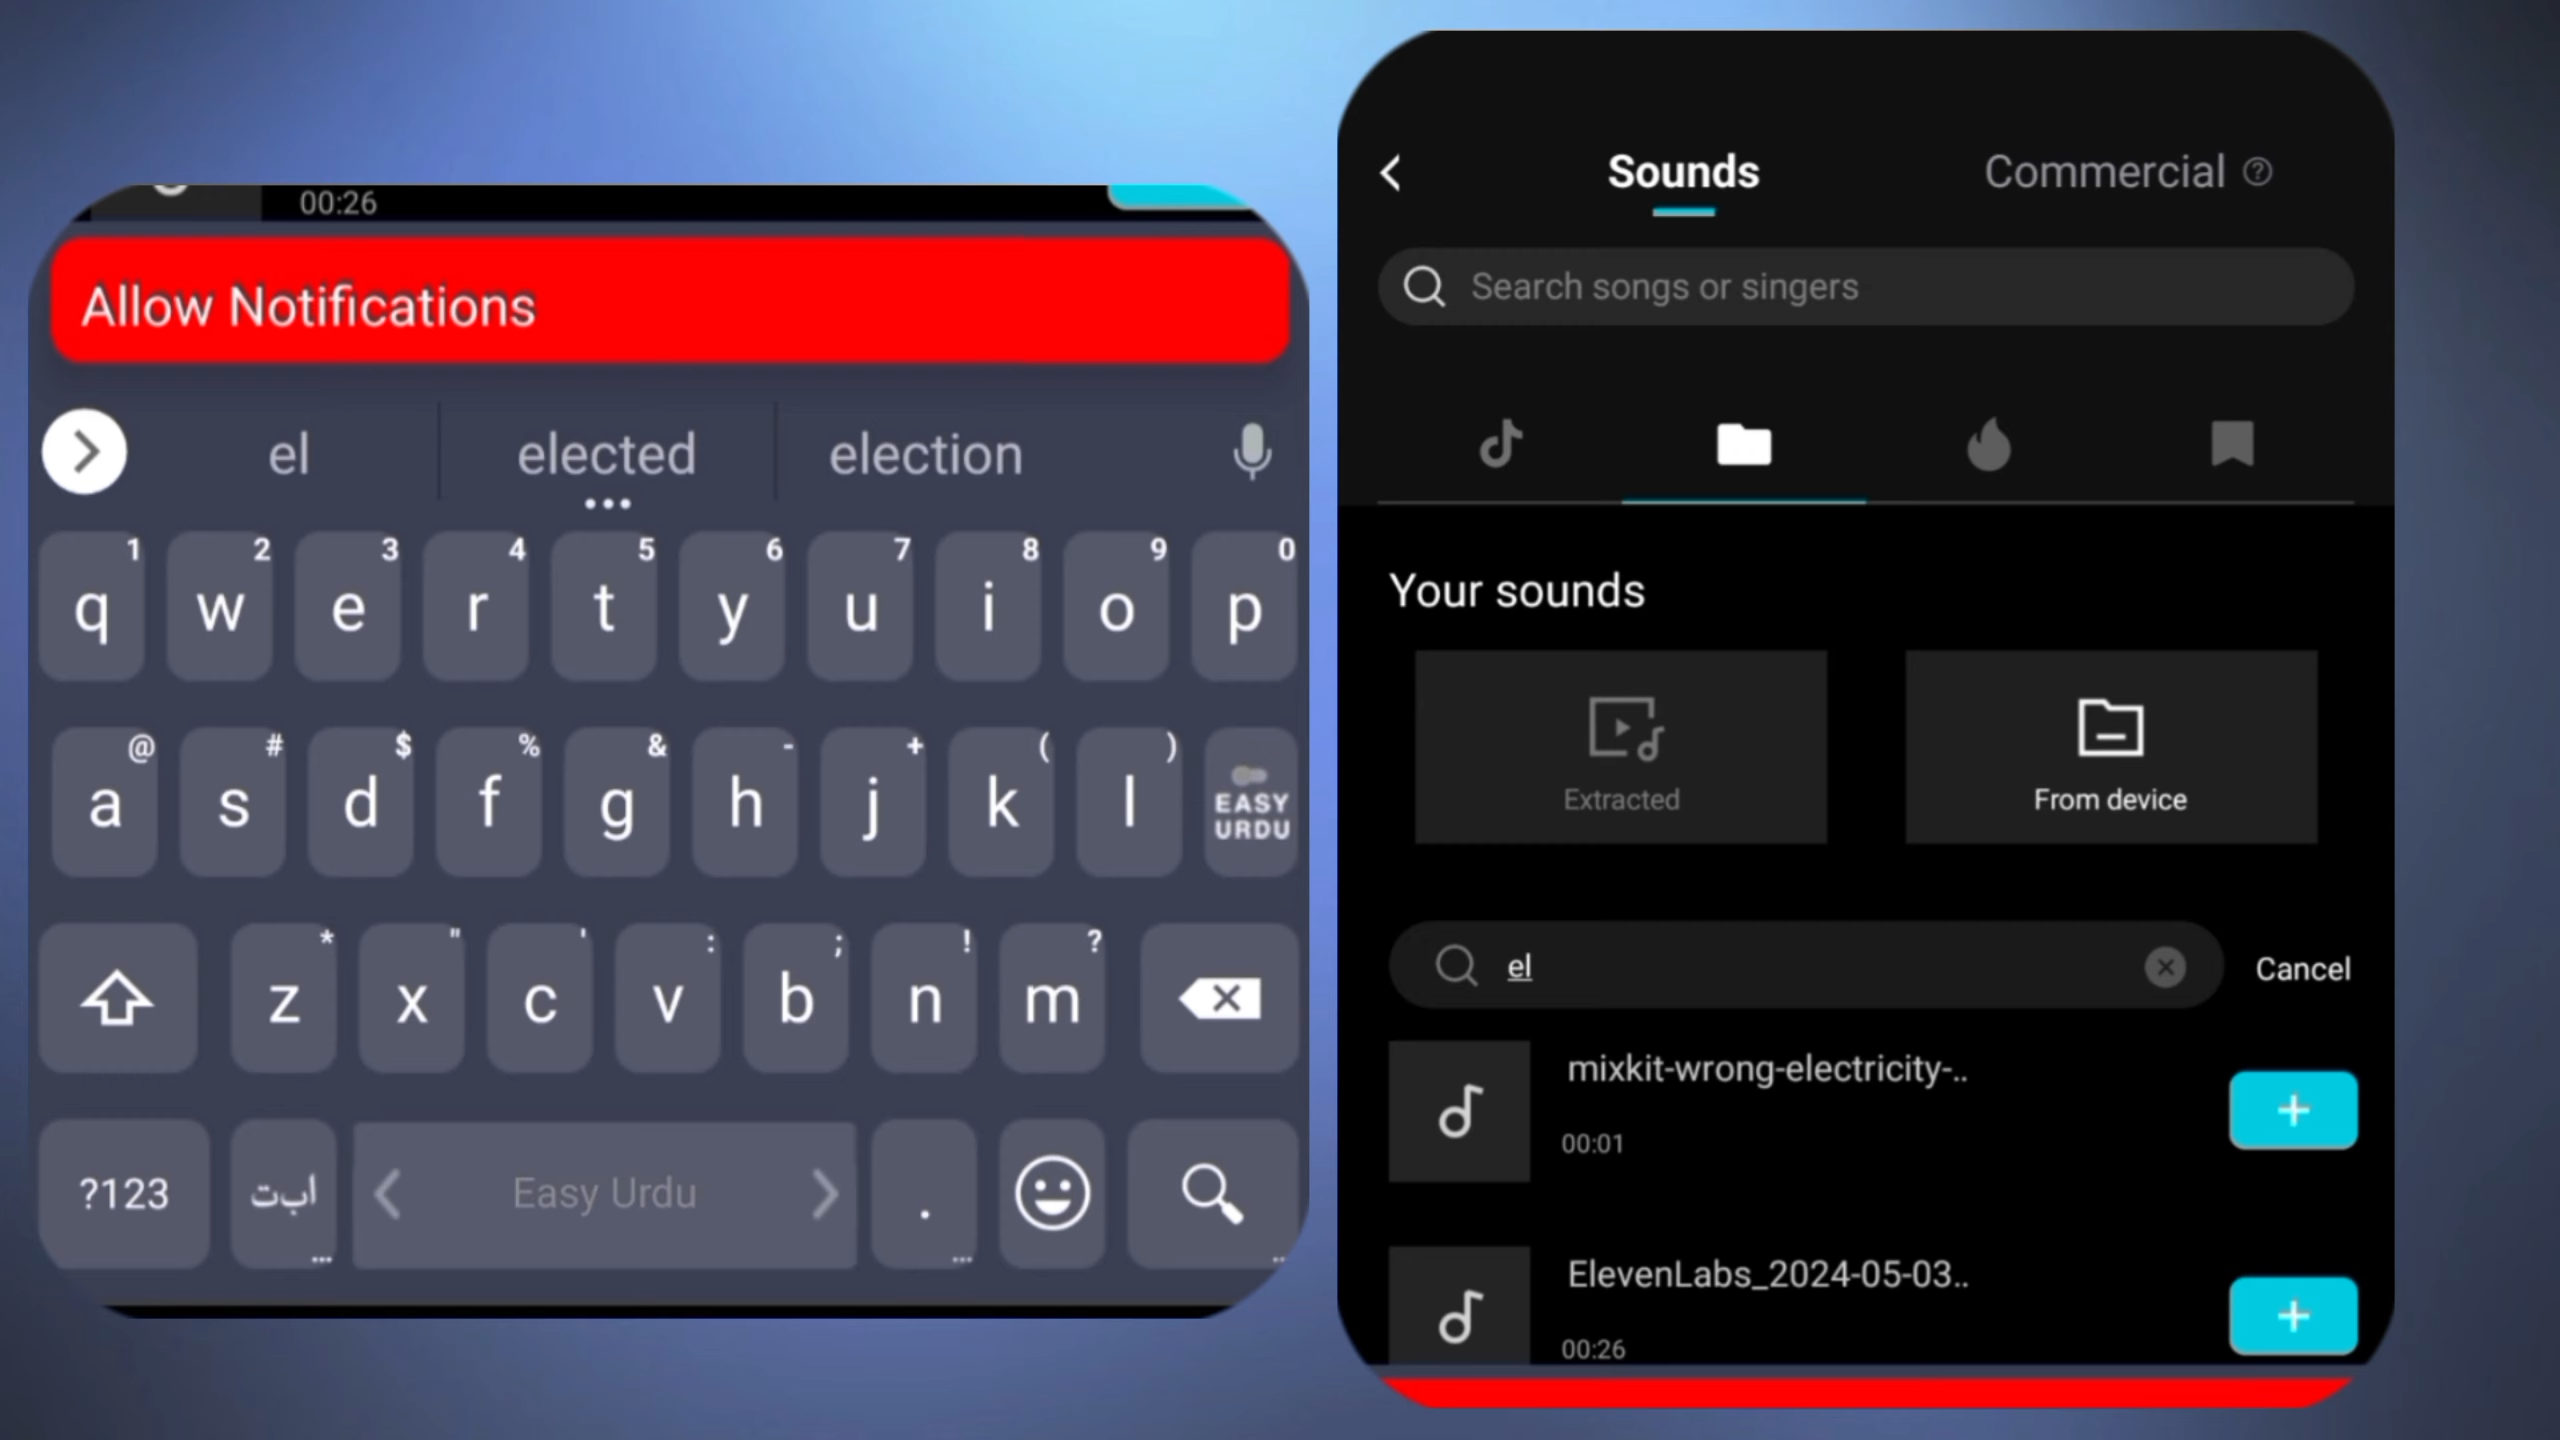 00:26
Allow Notifications
el elected election
1 2 3 4 5 6 7 8 9 0
q w e r t y u i o p
@ # $ % & - + ( )
a s d f g h j k l EASY URDU
* " ' : ; ! ?
z x c v b n m
?123 ابت Easy Urdu .
Sounds Commercial ?
Search songs or singers
Your sounds
Extracted From device
el Cancel
mixkit-wrong-electricity-..
00:01
ElevenLabs_2024-05-03..
00:26